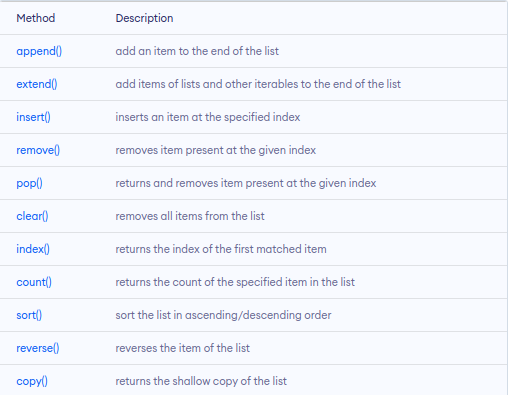 Method Description
append() add an item to the end of the list
extend() add items of lists and other iterables to the end of the list
insert() inserts an item at the specified index
remove() removes item present at the given index
pop() returns and removes item present at the given index
clear() removes all items from the list
index() returns the index of the first matched item
count() returns the count of the specified item in the list
sort() sort the list in ascending/descending order
reverse() reverses the item of the list
copy() returns the shallow copy of the list